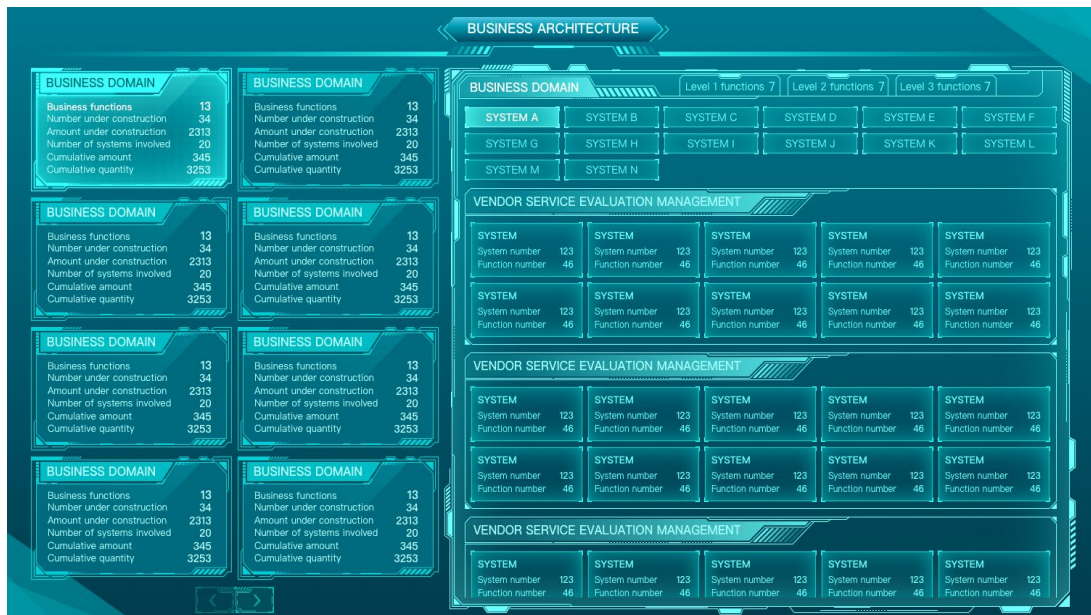 BUSINESS ARCHITECTURE
BUSINESS DOMAIN
Business functions 13
Number under construction 34
Amount under construction 2313
Number of systems involved 20
Cumulative amount 345
Cumulative quantity 3253
BUSINESS DOMAIN
Business functions 13
Number under construction 34
Amount under construction 2313
Number of systems involved 20
Cumulative amount 345
Cumulative quantity 3253
BUSINESS DOMAIN
Business functions 13
Number under construction 34
Amount under construction 2313
Number of systems involved 20
Cumulative amount 345
Cumulative quantity 3253
BUSINESS DOMAIN
Business functions 13
Number under construction 34
Amount under construction 2313
Number of systems involved 20
Cumulative amount 345
Cumulative quantity 3253
BUSINESS DOMAIN
Business functions 13
Number under construction 34
Amount under construction 2313
Number of systems involved 20
Cumulative amount 345
Cumulative quantity 3253
BUSINESS DOMAIN
Business functions 13
Number under construction 34
Amount under construction 2313
Number of systems involved 20
Cumulative amount 345
Cumulative quantity 3253
BUSINESS DOMAIN
Business functions 13
Number under construction 34
Amount under construction 2313
Number of systems involved 20
Cumulative amount 345
Cumulative quantity 3253
BUSINESS DOMAIN
Business functions 13
Number under construction 34
Amount under construction 2313
Number of systems involved 20
Cumulative amount 345
Cumulative quantity 3253
BUSINESS DOMAIN Level 1 functions 7 Level 2 functions 7 Level 3 functions 7
SYSTEM A SYSTEM B SYSTEM C SYSTEM D SYSTEM E SYSTEM F
SYSTEM G SYSTEM H SYSTEM I SYSTEM J SYSTEM K SYSTEM L
SYSTEM M SYSTEM N
VENDOR SERVICE EVALUATION MANAGEMENT
SYSTEM SYSTEM SYSTEM SYSTEM SYSTEM
System number 123 System number 123 System number 123 System number 123 System number 123
Function number 46 Function number 46 Function number 46 Function number 46 Function number 46
SYSTEM SYSTEM SYSTEM SYSTEM SYSTEM
System number 123 System number 123 System number 123 System number 123 System number 123
Function number 46 Function number 46 Function number 46 Function number 46 Function number 46
VENDOR SERVICE EVALUATION MANAGEMENT
SYSTEM SYSTEM SYSTEM SYSTEM SYSTEM
System number 123 System number 123 System number 123 System number 123 System number 123
Function number 46 Function number 46 Function number 46 Function number 46 Function number 46
SYSTEM SYSTEM SYSTEM SYSTEM SYSTEM
System number 123 System number 123 System number 123 System number 123 System number 123
Function number 46 Function number 46 Function number 46 Function number 46 Function number 46
VENDOR SERVICE EVALUATION MANAGEMENT
SYSTEM SYSTEM SYSTEM SYSTEM SYSTEM
System number 123 System number 123 System number 123 System number 123 System number 123
Function number 46 Function number 46 Function number 46 Function number 46 Function number 46